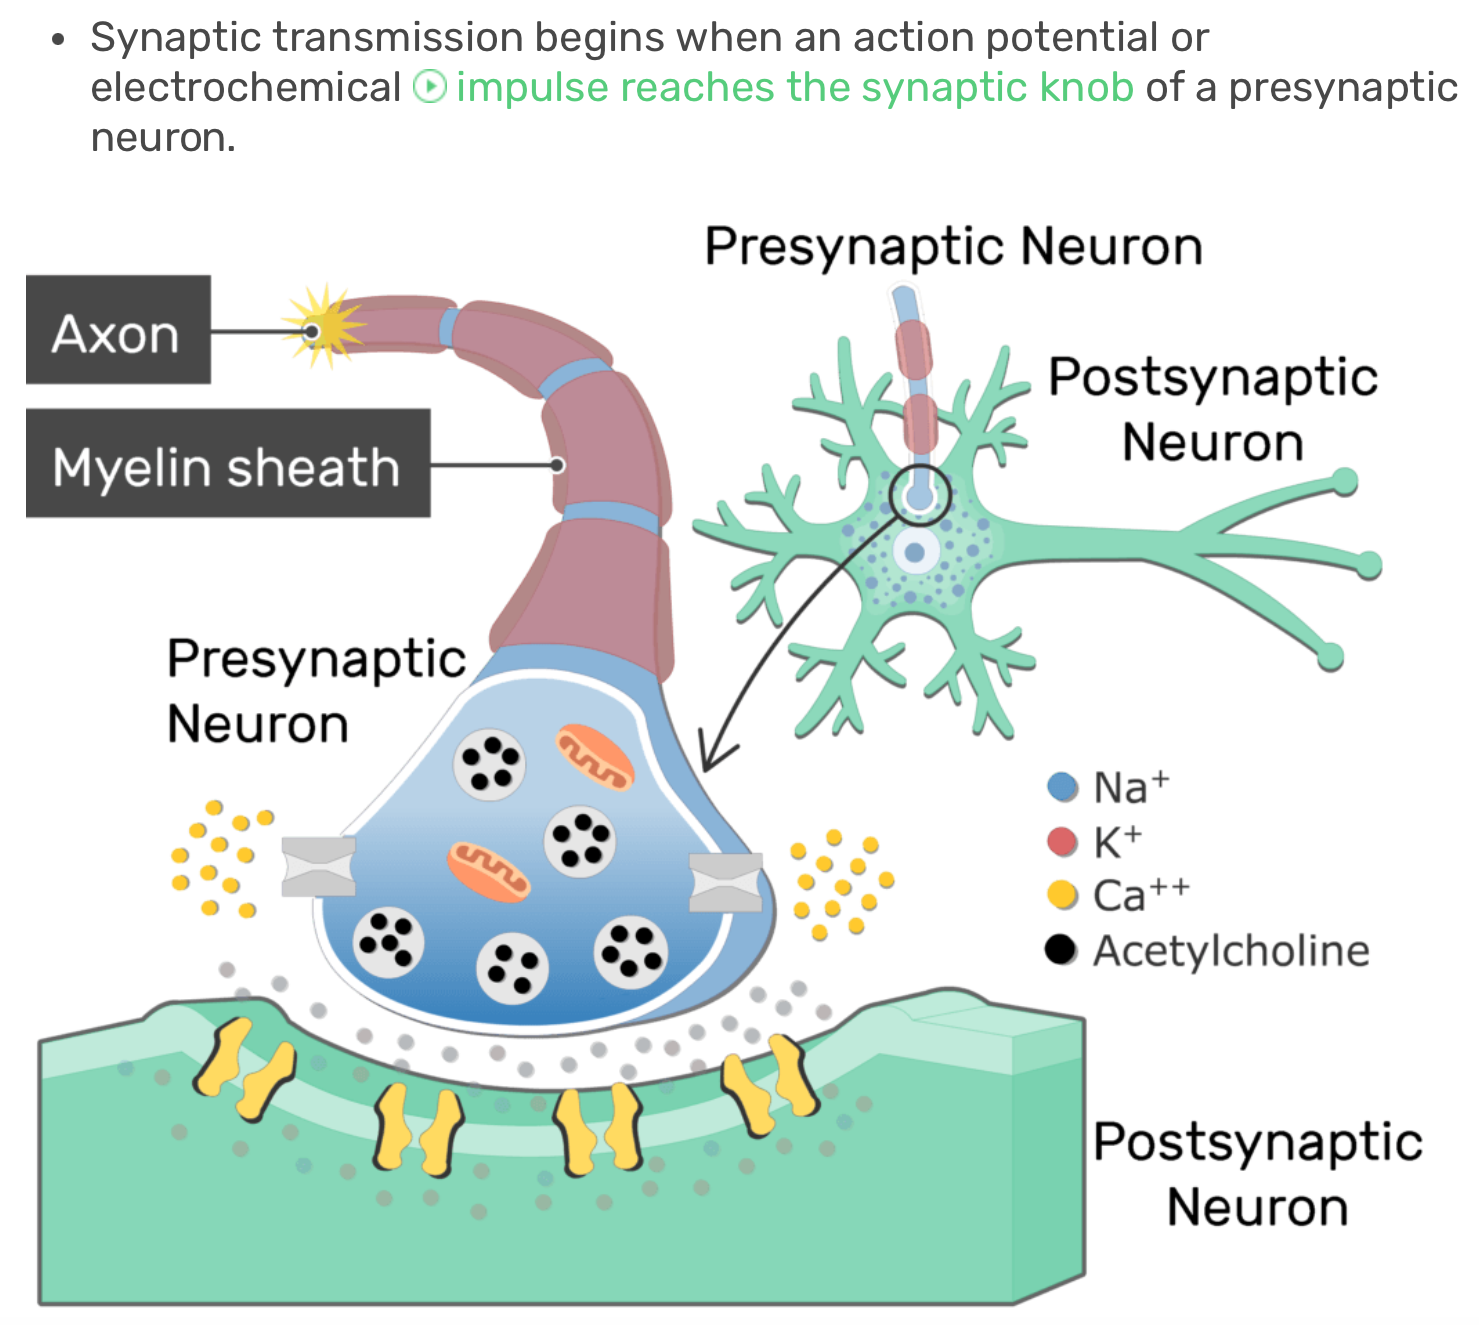 • Synaptic transmission begins when an action potential or
electrochemical impulse reaches the synaptic knob of a presynaptic
neuron.
Presynaptic Neuron
Axon
Postsynaptic
Neuron
Myelin sheath
Presynaptic
Neuron
Na⁺
K⁺
Ca⁺⁺
Acetylcholine
Postsynaptic
Neuron